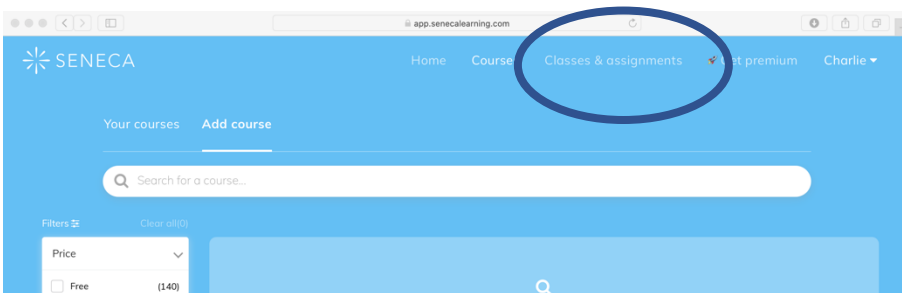 app.senecalearning.com
SENECA Home Course Classes & assignments Get premium Charlie
Your courses Add course
Search for a course...
Filters Clear all(0)
Price
Free (140)